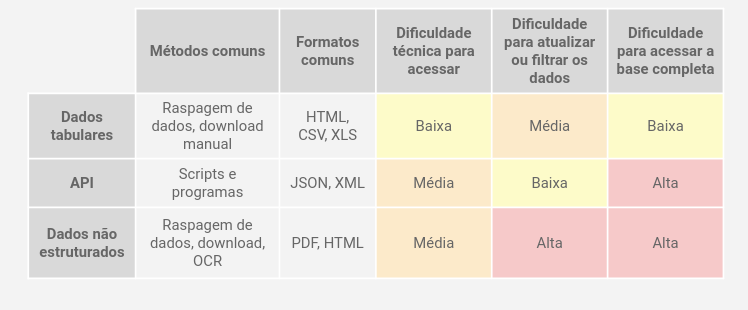 Métodos comuns
Formatos
comuns
Dificuldade
técnica para
acessar
Dificuldade
para atualizar
ou filtrar os
dados
Dificuldade
para acessar a
base completa
Dados
tabulares
Raspagem de
dados, download
manual
HTML,
CSV, XLS
Baixa
Média
Baixa
API
Scripts e
programas
JSON, XML
Média
Baixa
Alta
Dados não
estruturados
Raspagem de
dados, download,
OCR
PDF, HTML
Média
Alta
Alta